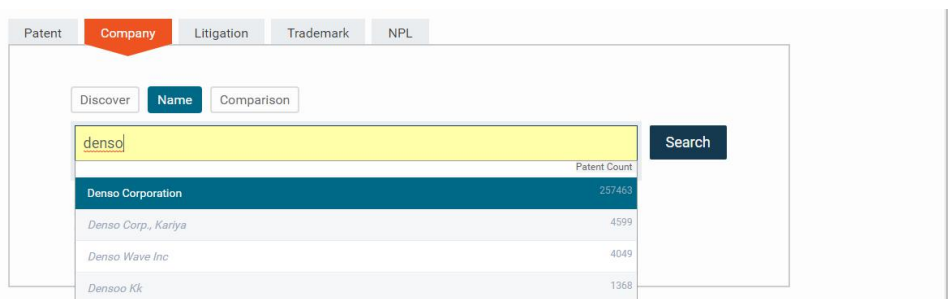 Patent Company Litigation Trademark NPL
Discover Name Comparison
denso Search
Patent Count
Denso Corporation 257463
Denso Corp., Kariya 4599
Denso Wave Inc 4049
Densoo Kk 1368